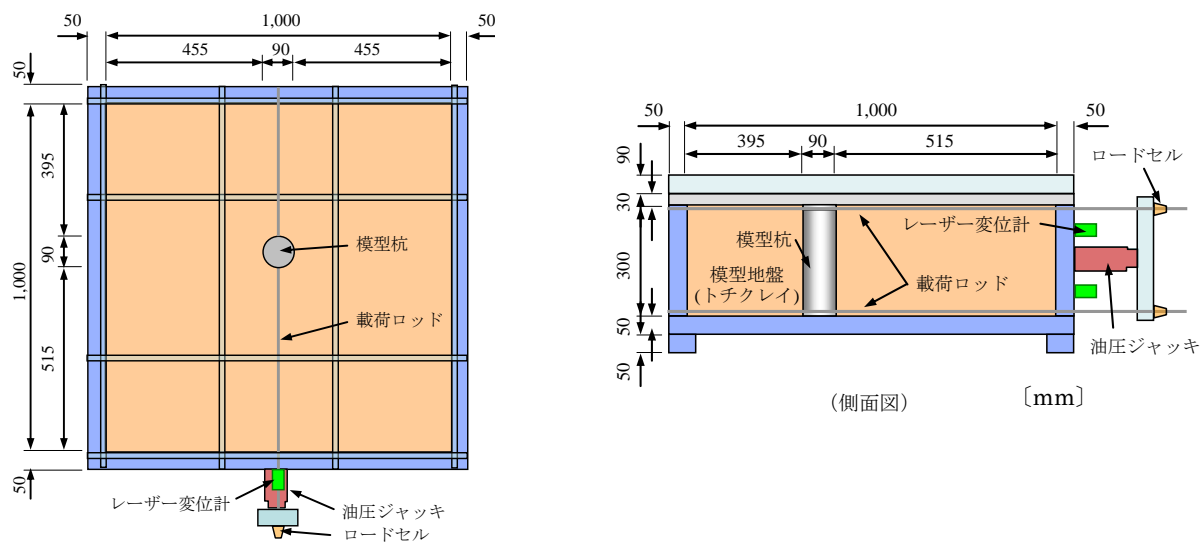 50
1,000
50
455
90
455
50
395
90
515
1,000
50
模型杭
載荷ロッド
レーザー変位計
油圧ジャッキ
ロードセル
50
1,000
50
395
90
515
90
30
300
50
50
ロードセル
レーザー変位計
模型杭
模型地盤
(トチクレイ)
載荷ロッド
油圧ジャッキ
(側面図)
〔mm〕